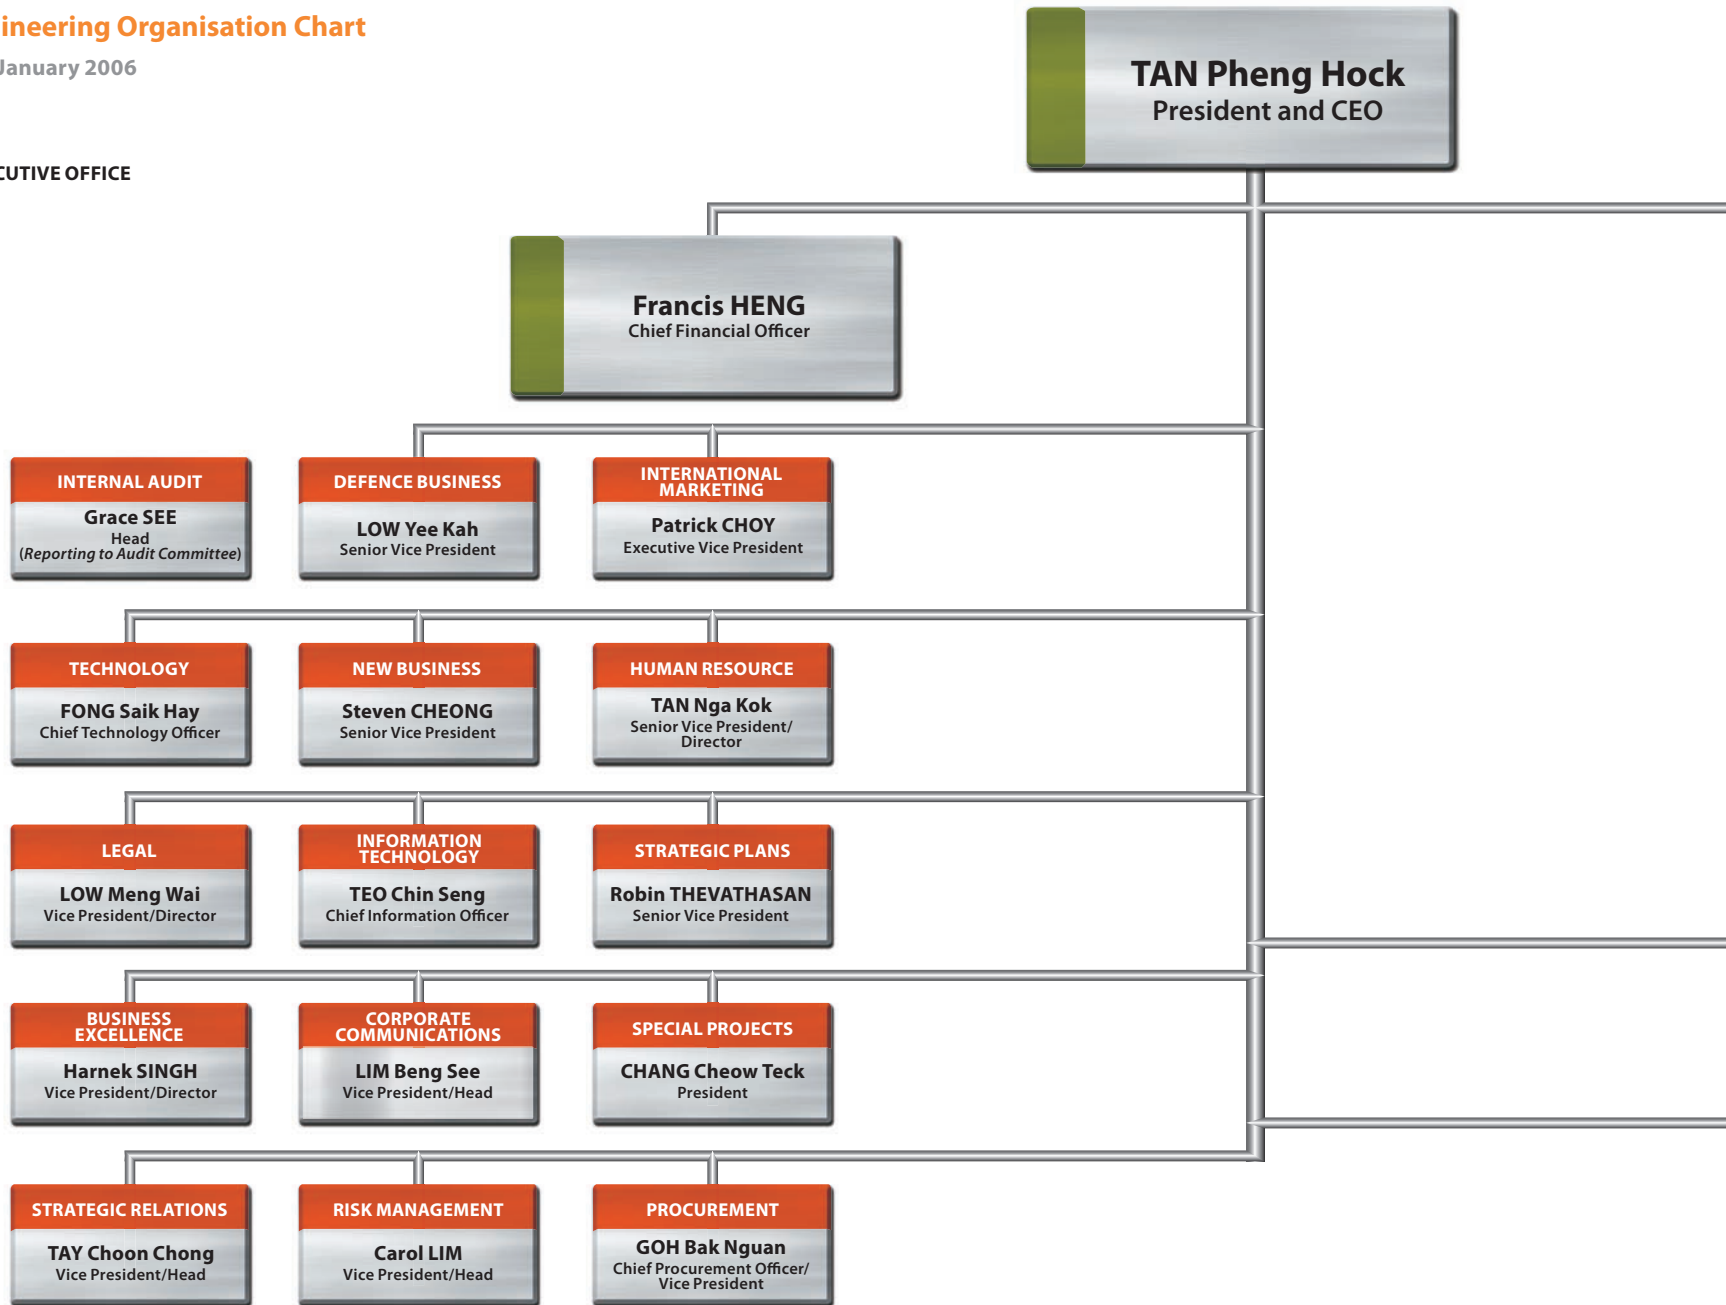 ineering Organisation Chart
January 2006
CUTIVE OFFICE
TAN Pheng Hock
President and CEO
Francis HENG
Chief Financial Officer
INTERNAL AUDIT
Grace SEE
Head
(Reporting to Audit Committee)
DEFENCE BUSINESS
LOW Yee Kah
Senior Vice President
INTERNATIONAL
MARKETING
Patrick CHOY
Executive Vice President
TECHNOLOGY
FONG Saik Hay
Chief Technology Officer
NEW BUSINESS
Steven CHEONG
Senior Vice President
HUMAN RESOURCE
TAN Nga Kok
Senior Vice President/
Director
LEGAL
LOW Meng Wai
Vice President/Director
INFORMATION
TECHNOLOGY
TEO Chin Seng
Chief Information Officer
STRATEGIC PLANS
Robin THEVATHASAN
Senior Vice President
BUSINESS
EXCELLENCE
Harnek SINGH
Vice President/Director
CORPORATE
COMMUNICATIONS
LIM Beng See
Vice President/Head
SPECIAL PROJECTS
CHANG Cheow Teck
President
STRATEGIC RELATIONS
TAY Choon Chong
Vice President/Head
RISK MANAGEMENT
Carol LIM
Vice President/Head
PROCUREMENT
GOH Bak Nguan
Chief Procurement Officer/
Vice President